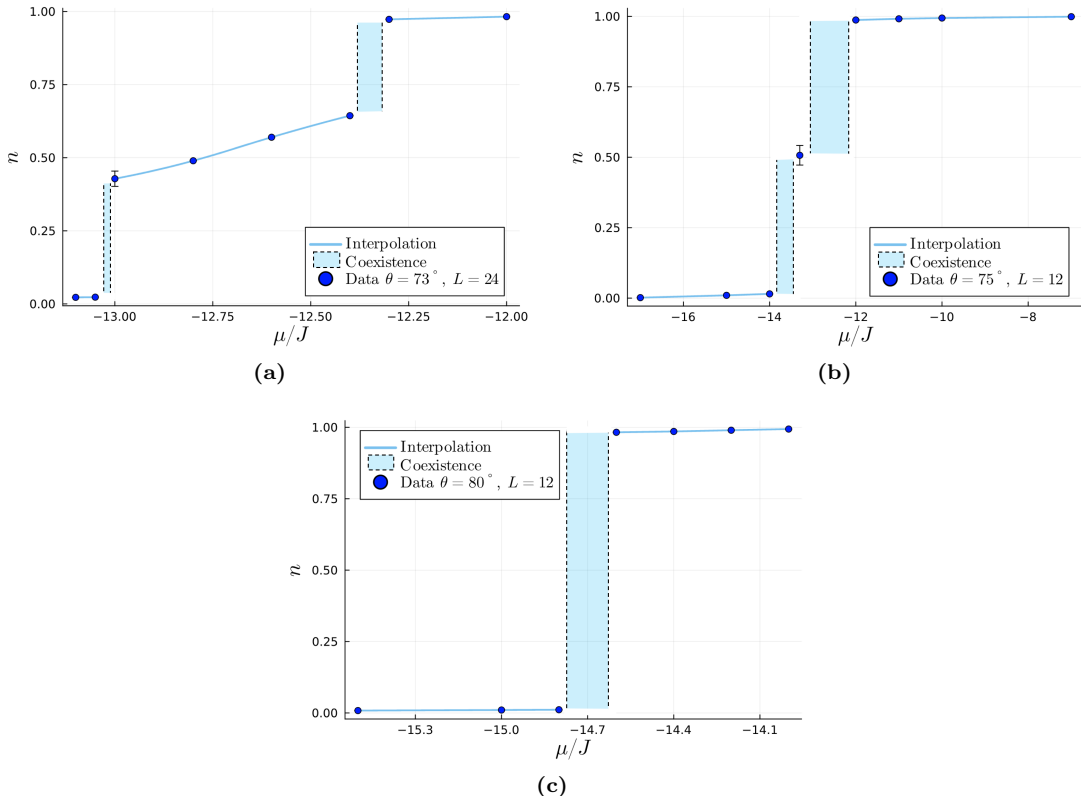 1.00
0.75
0.50
0.25
0.00
n
−13.00
−12.75
−12.50
−12.25
−12.00
μ/J
Interpolation
Coexistence
Data θ = 73°, L = 24
(a)
1.00
0.75
0.50
0.25
0.00
n
−16
−14
−12
−10
−8
μ/J
Interpolation
Coexistence
Data θ = 75°, L = 12
(b)
1.00
0.75
0.50
0.25
0.00
n
Interpolation
Coexistence
Data θ = 80°, L = 12
−15.3
−15.0
−14.7
−14.4
−14.1
μ/J
(c)